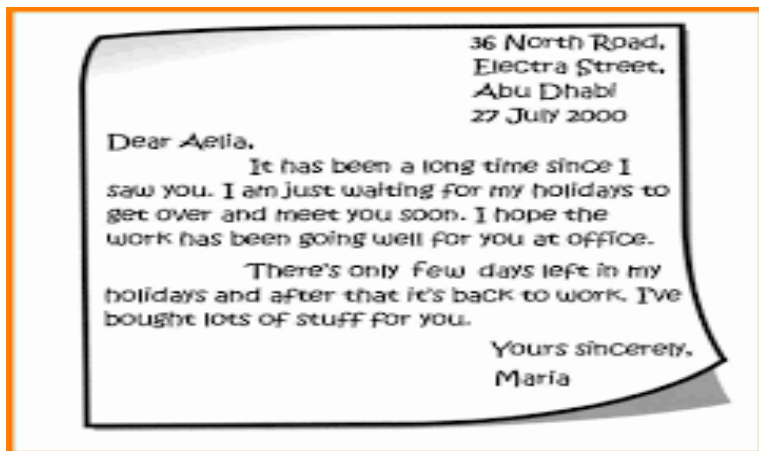 36 North Road,
Electra Street,
Abu Dhabi
27 July 2000
Dear Aelia,
It has been a long time since I
saw you. I am just waiting for my holidays to
get over and meet you soon. I hope the
work has been going well for you at office.
There's only few days left in my
holidays and after that it's back to work. I've
bought lots of stuff for you.
Yours sincerely,
Maria